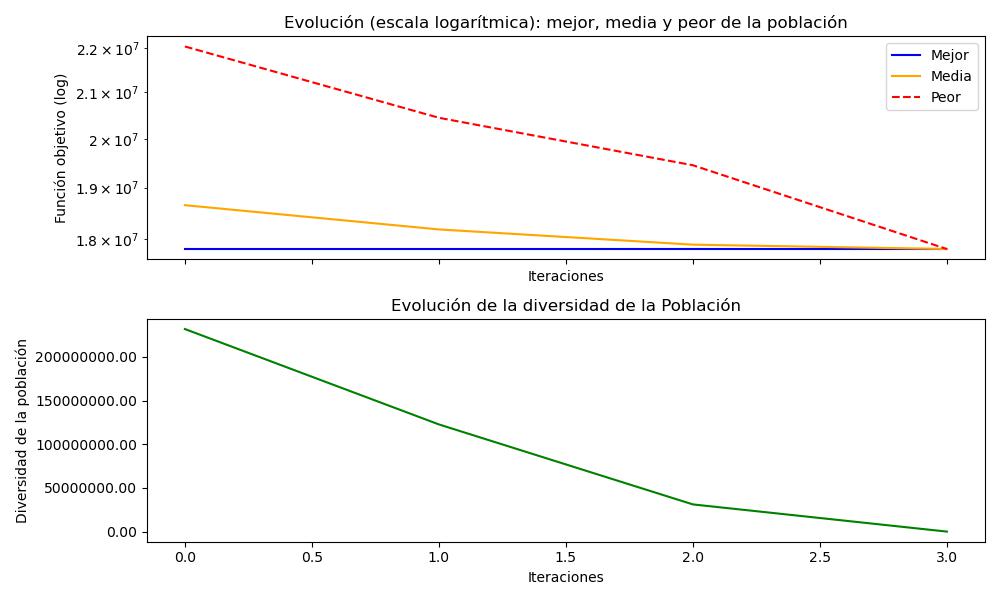 Evolución (escala logarítmica): mejor, media y peor de la población
Función objetivo (log)
2.2 × 10⁷
2.1 × 10⁷
2 × 10⁷
1.9 × 10⁷
1.8 × 10⁷
Mejor
Media
Peor
Iteraciones
Evolución de la diversidad de la Población
Diversidad de la población
200000000.00
150000000.00
100000000.00
50000000.00
0.00
0.0 0.5 1.0 1.5 2.0 2.5 3.0
Iteraciones